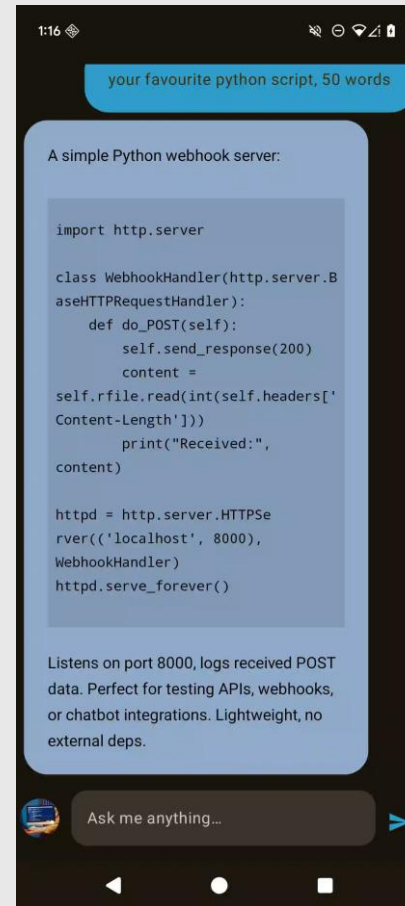 1:16
your favourite python script, 50 words
A simple Python webhook server:
import http.server
class WebhookHandler(http.server.B
aseHTTPRequestHandler):
    def do_POST(self):
        self.send_response(200)
        content =
self.rfile.read(int(self.headers['
Content-Length']))
        print("Received:",
content)
httpd = http.server.HTTPSe
rver(('localhost', 8000),
WebhookHandler)
httpd.serve_forever()
Listens on port 8000, logs received POST
data. Perfect for testing APIs, webhooks,
or chatbot integrations. Lightweight, no
external deps.
Ask me anything...